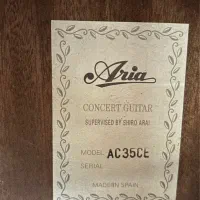 Aria
CONCERT GUITAR
SUPERVISED BY SHIRO ARAI
MODEL AC35CE
SERIAL
MADE IN SPAIN